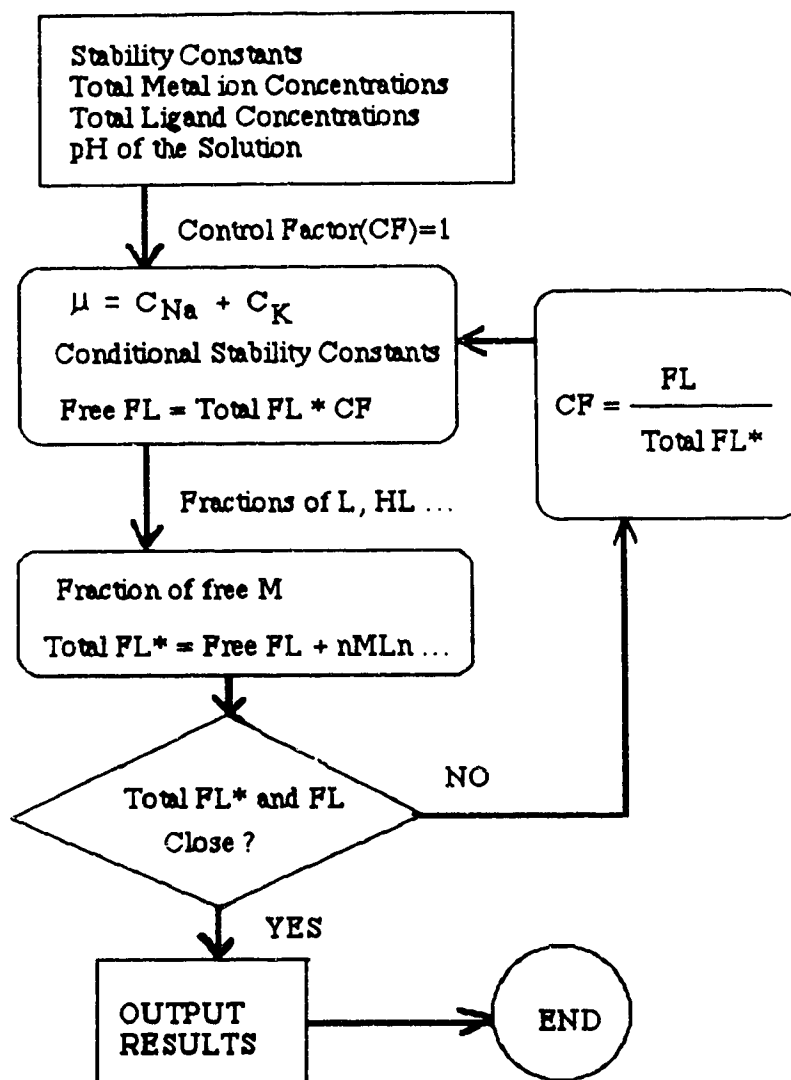 Stability Constants
Total Metal ion Concentrations
Total Ligand Concentrations
pH of the Solution
Control Factor(CF)=1
μ = C_Na + C_K
Conditional Stability Constants
Free FL = Total FL * CF
CF = FL / Total FL*
Fractions of L, HL ...
Fraction of free M
Total FL* = Free FL + nMLn ...
Total FL* and FL
Close ?
NO
YES
OUTPUT
RESULTS
END